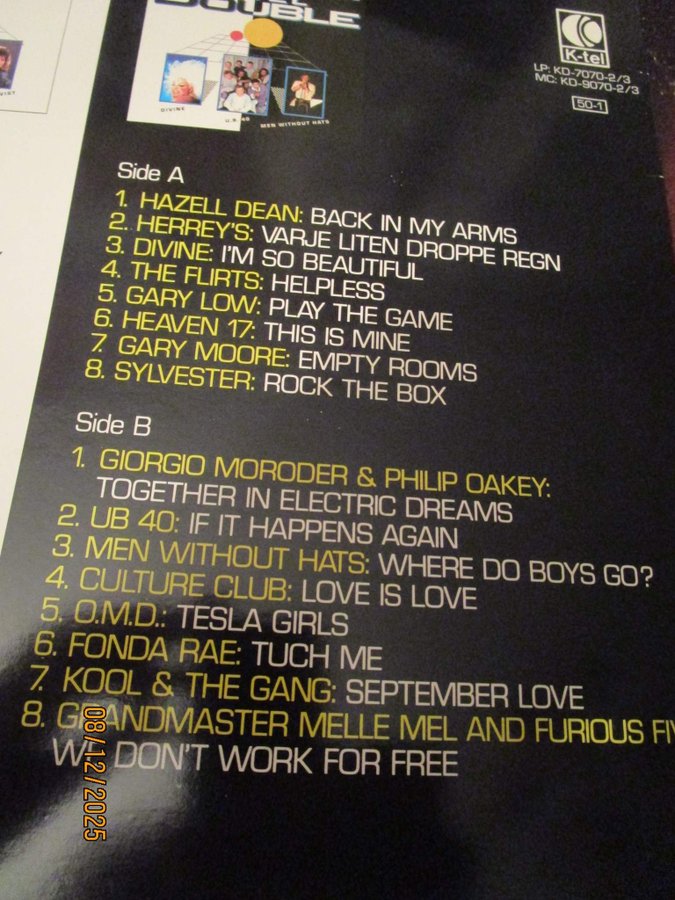 DOUBLE
K-tel
LP: KD-7070-2/3
MC: KD-9070-2/3
50-1
DIVINE
U.B. 40
MEN WITHOUT HATS
Side A
1. HAZELL DEAN: BACK IN MY ARMS
2. HERREY'S: VARJE LITEN DROPPE REGN
3. DIVINE: I'M SO BEAUTIFUL
4. THE FLIRTS: HELPLESS
5. GARY LOW: PLAY THE GAME
6. HEAVEN 17: THIS IS MINE
7. GARY MOORE: EMPTY ROOMS
8. SYLVESTER: ROCK THE BOX
Side B
1. GIORGIO MORODER & PHILIP OAKEY:
TOGETHER IN ELECTRIC DREAMS
2. UB 40: IF IT HAPPENS AGAIN
3. MEN WITHOUT HATS: WHERE DO BOYS GO?
4. CULTURE CLUB: LOVE IS LOVE
5. O.M.D.: TESLA GIRLS
6. FONDA RAE: TUCH ME
7. KOOL & THE GANG: SEPTEMBER LOVE
8. GRANDMASTER MELLE MEL AND FURIOUS FIV
WE DON'T WORK FOR FREE
08/12/2025